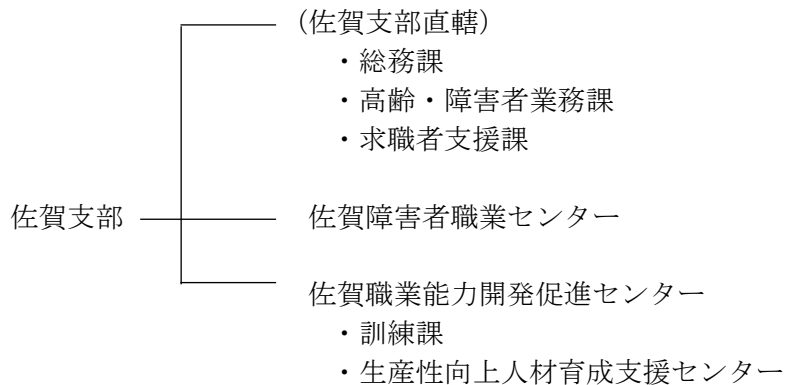 （佐賀支部直轄）
・総務課
・高齢・障害者業務課
・求職者支援課
佐賀支部
佐賀障害者職業センター
佐賀職業能力開発促進センター
・訓練課
・生産性向上人材育成支援センター